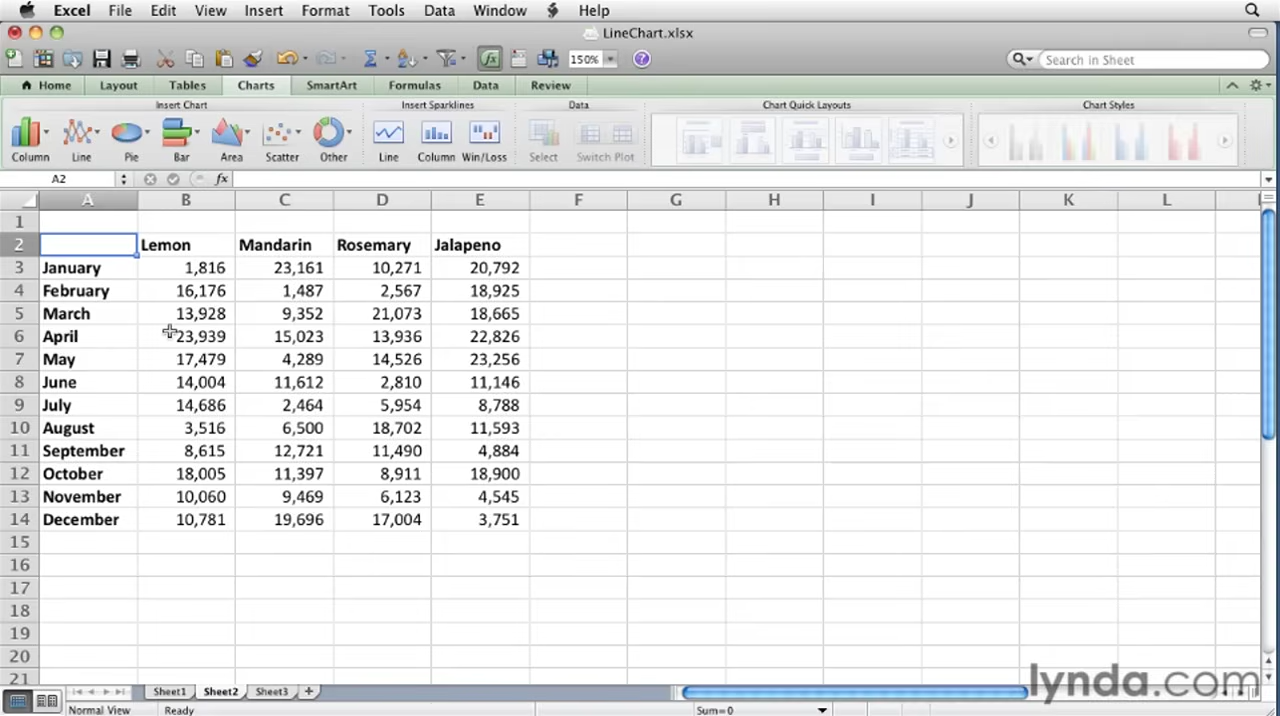 Excel File Edit View Insert Format Tools Data Window Help
LineChart.xlsx
150% Search in Sheet
Home Layout Tables Charts SmartArt Formulas Data Review
Insert Chart Insert Sparklines Data Chart Quick Layouts Chart Styles
Column Line Pie Bar Area Scatter Other Line Column Win/Loss Select Switch Plot
A2 fx
A B C D E F G H I J K L
1
2 Lemon Mandarin Rosemary Jalapeno
3 January 1,816 23,161 10,271 20,792
4 February 16,176 1,487 2,567 18,925
5 March 13,928 9,352 21,073 18,665
6 April 23,939 15,023 13,936 22,826
7 May 17,479 4,289 14,526 23,256
8 June 14,004 11,612 2,810 11,146
9 July 14,686 2,464 5,954 8,788
10 August 3,516 6,500 18,702 11,593
11 September 8,615 12,721 11,490 4,884
12 October 18,005 11,397 8,911 18,900
13 November 10,060 9,469 6,123 4,545
14 December 10,781 19,696 17,004 3,751
15
16
17
18
19
20
21
lynda.com
Sheet1 Sheet2 Sheet3
Normal View Ready Sum=0